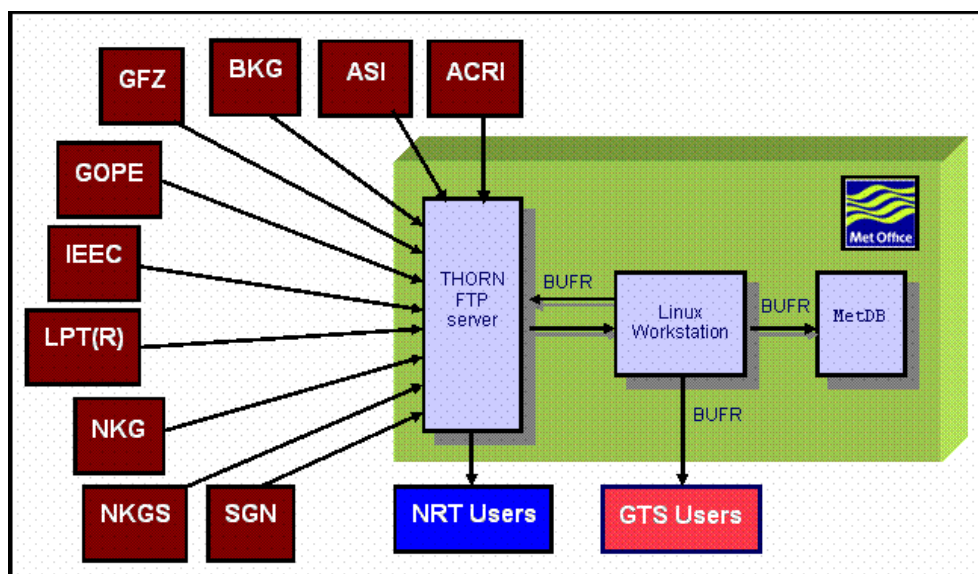 GFZ
BKG
ASI
ACRI
GOPE
IEEC
LPT(R)
NKG
NKGS
SGN
THORN
FTP
server
BUFR
Linux
Workstation
BUFR
MetDB
Met Office
BUFR
NRT Users
GTS Users